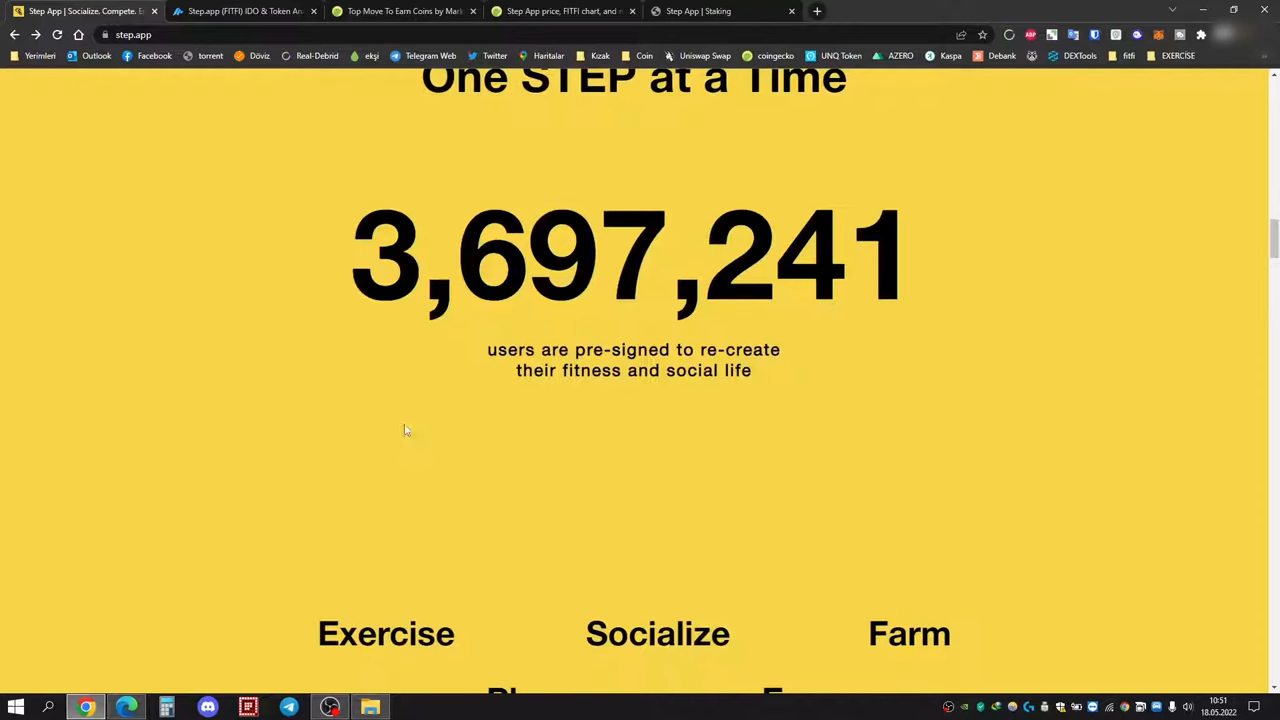 Step App | Socialize. Compete. E
Step.app (FITFI) IDO & Token An
Top Move To Earn Coins by Mark
Step App price, FITFI chart, and m
Step App | Staking
step.app
Yerimleri
Outlook
Facebook
torrent
Döviz
Real-Debrid
ekşi
Telegram Web
Twitter
Haritalar
Kızak
Coin
Uniswap Swap
coingecko
UNQ Token
AZERO
Kaspa
Debank
DEXTools
fitfi
EXERCİSE
One STEP at a Time
3,697,241
users are pre-signed to re-create
their fitness and social life
Exercise
Socialize
Farm
10:51
18.05.2022